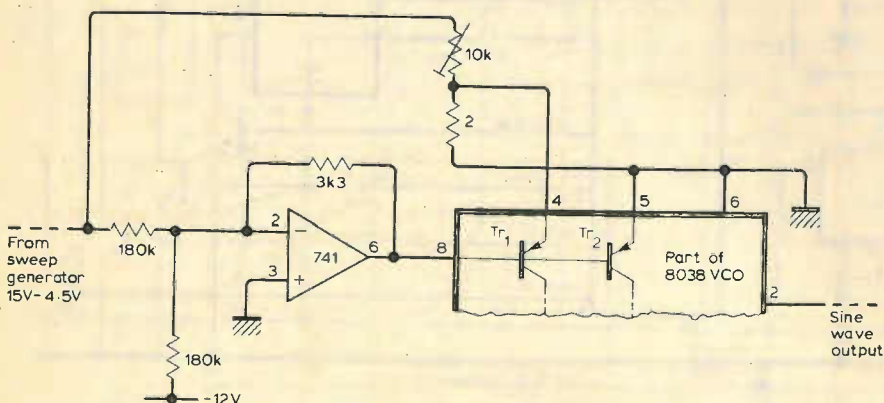 10k
2
3k3
4
5
6
180k
2
3
741
6
8
Tr1
Tr2
Part of
8038 VCO
2
From
sweep
generator
15V-4·5V
180k
-12V
Sine
wave
output